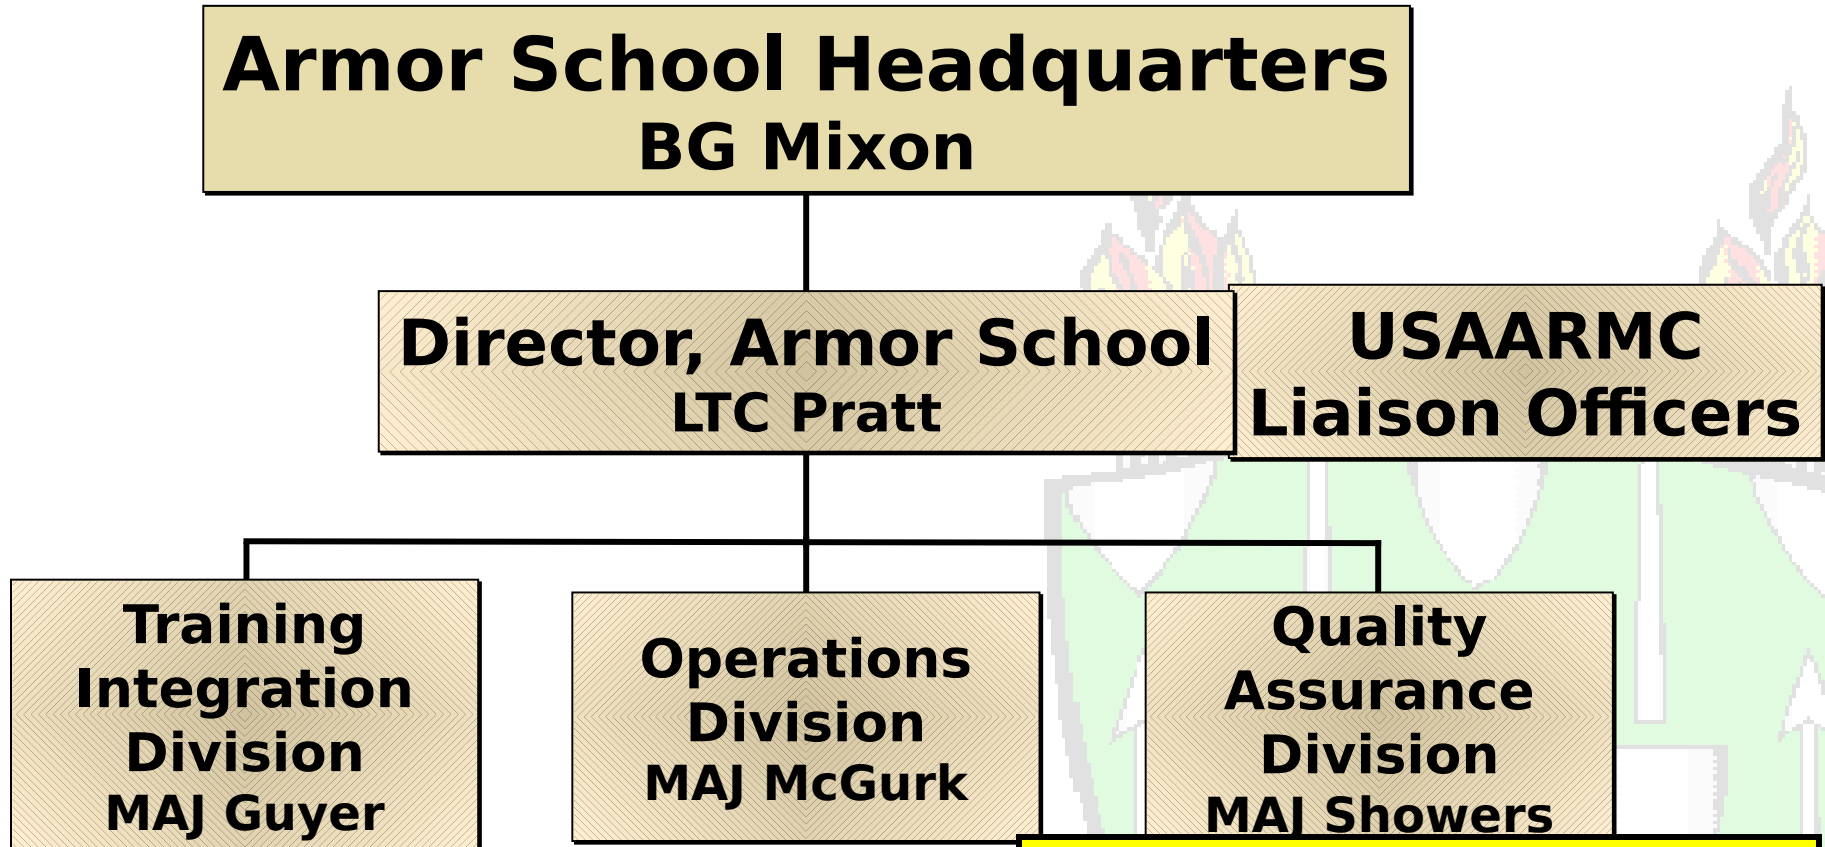 Armor School Headquarters
BG Mixon
Director, Armor School
LTC Pratt
USAARMC
Liaison Officers
Training
Integration
Division
MAJ Guyer
Operations
Division
MAJ McGurk
Quality
Assurance
Division
MAJ Showers